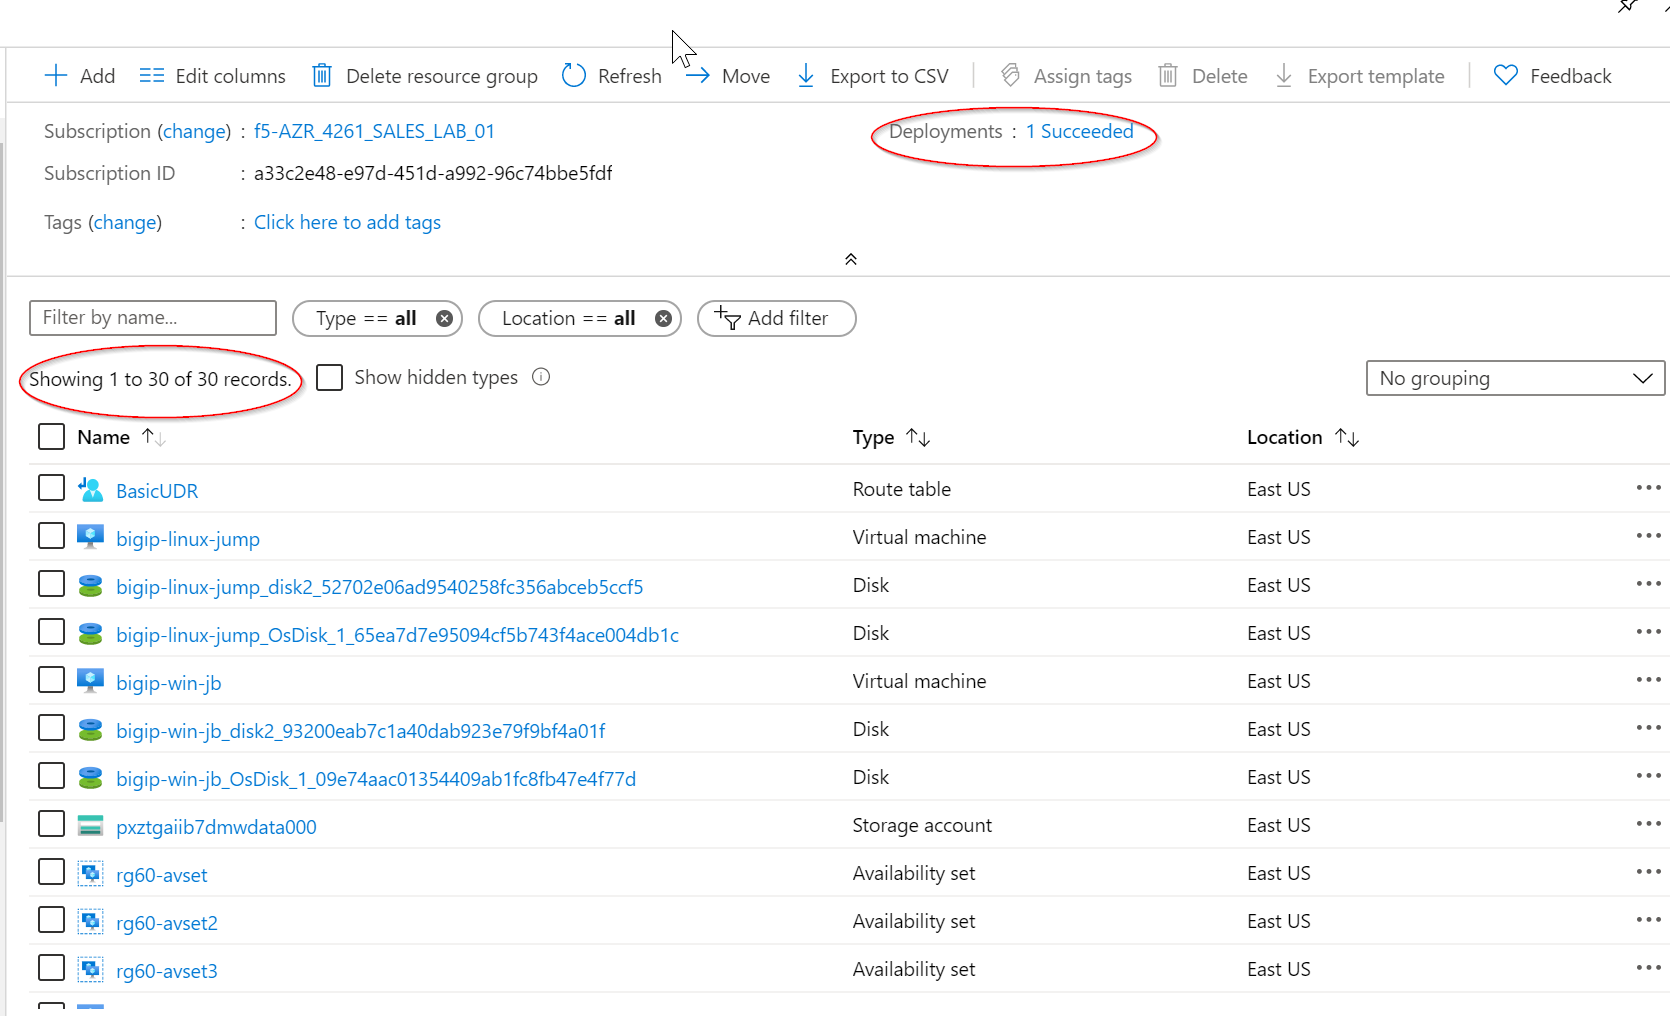 Add Edit columns Delete resource group Refresh Move Export to CSV Assign tags Delete Export template Feedback
Subscription (change) : f5-AZR_4261_SALES_LAB_01 Deployments : 1 Succeeded
Subscription ID : a33c2e48-e97d-451d-a992-96c74bbe5fdf
Tags (change) : Click here to add tags
Filter by name... Type == all Location == all Add filter
Showing 1 to 30 of 30 records. Show hidden types No grouping
Name Type Location
BasicUDR Route table East US
bigip-linux-jump Virtual machine East US
bigip-linux-jump_disk2_52702e06ad9540258fc356abceb5ccf5 Disk East US
bigip-linux-jump_OsDisk_1_65ea7d7e95094cf5b743f4ace004db1c Disk East US
bigip-win-jb Virtual machine East US
bigip-win-jb_disk2_93200eab7c1a40dab923e79f9bf4a01f Disk East US
bigip-win-jb_OsDisk_1_09e74aac01354409ab1fc8fb47e4f77d Disk East US
pxztgaiib7dmwdata000 Storage account East US
rg60-avset Availability set East US
rg60-avset2 Availability set East US
rg60-avset3 Availability set East US